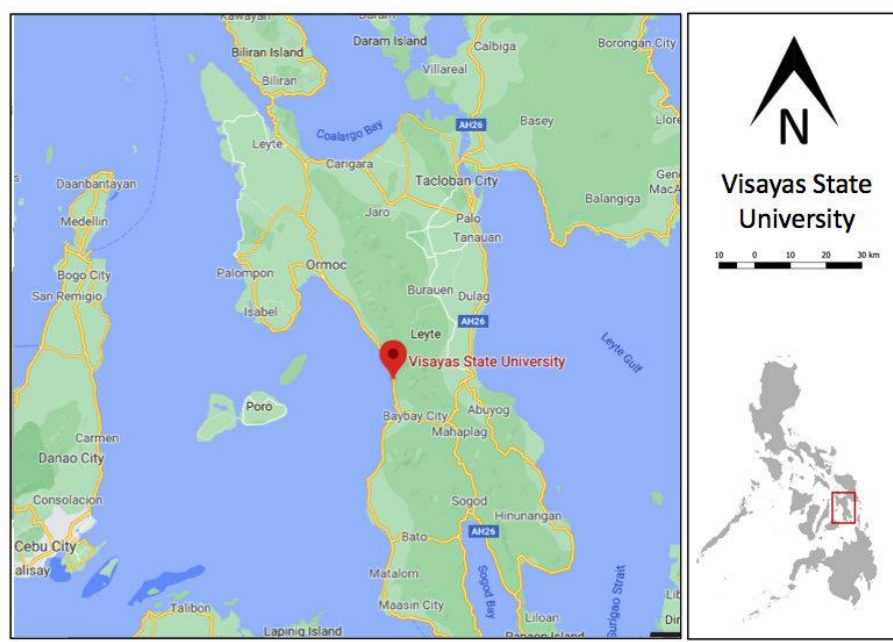 Kawayan
Daram Island
Calbiga
Borongan City
Biliran Island
Biliran
Villareal
AH26
Basey
Leyte
Coalargo Bay
Carigara
Tacloban City
Daanbantayan
Medellin
Jaro
Palo
Tanauan
Balangiga
Bogo City
San Remigio
Palompon
Ormoc
Isabel
Burauen
Dulag
AH26
Leyte
Leyte Gulf
Visayas State University
Poro
Baybay City
Abuyog
Mahaplag
Carmen
Danao City
Consolacion
Sogod
Hinunangan
Cebu City
alisay
Bato
AH26
Matalom
Sogod Bay
Maasin City
Talibon
Lapinig Island
Liloan
Surigao Strait
Panaon Island
N
Visayas State
University
10 0 10 20 30 km